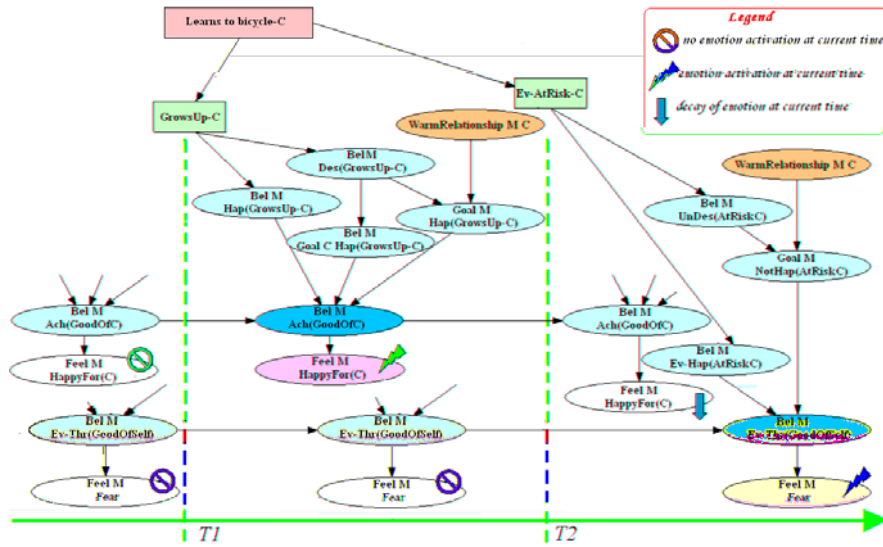 Learns to bicycle-C
Legend
no emotion activation at current time
emotion activation at current time
decay of emotion at current time
GrowsUp-C
Ev-AtRisk-C
WarmRelationship M C
Bel M
Des(GrowsUp-C)
WarmRelationship M C
Bel M
Hap(GrowsUp-C)
Goal M
Hap(GrowsUp-C)
Bel M
UnDes(AtRiskC)
Bel M
Goal C Hap(GrowsUp-C)
Goal M
NotHap(AtRiskC)
Bel M
Ach(GoodOfC)
Bel M
Ach(GoodOfC)
Bel M
Ach(GoodOfC)
Bel M
Ev-Hap(AtRiskC)
Feel M
HappyFor(C)
Feel M
HappyFor(C)
Feel M
HappyFor(C)
Bel M
Ev-Thr(GoodOfSelf)
Bel M
Ev-Thr(GoodOfSelf)
Bel M
Ev-Thr(GoodOfSelf)
Feel M
Fear
Feel M
Fear
Feel M
Fear
T1
T2